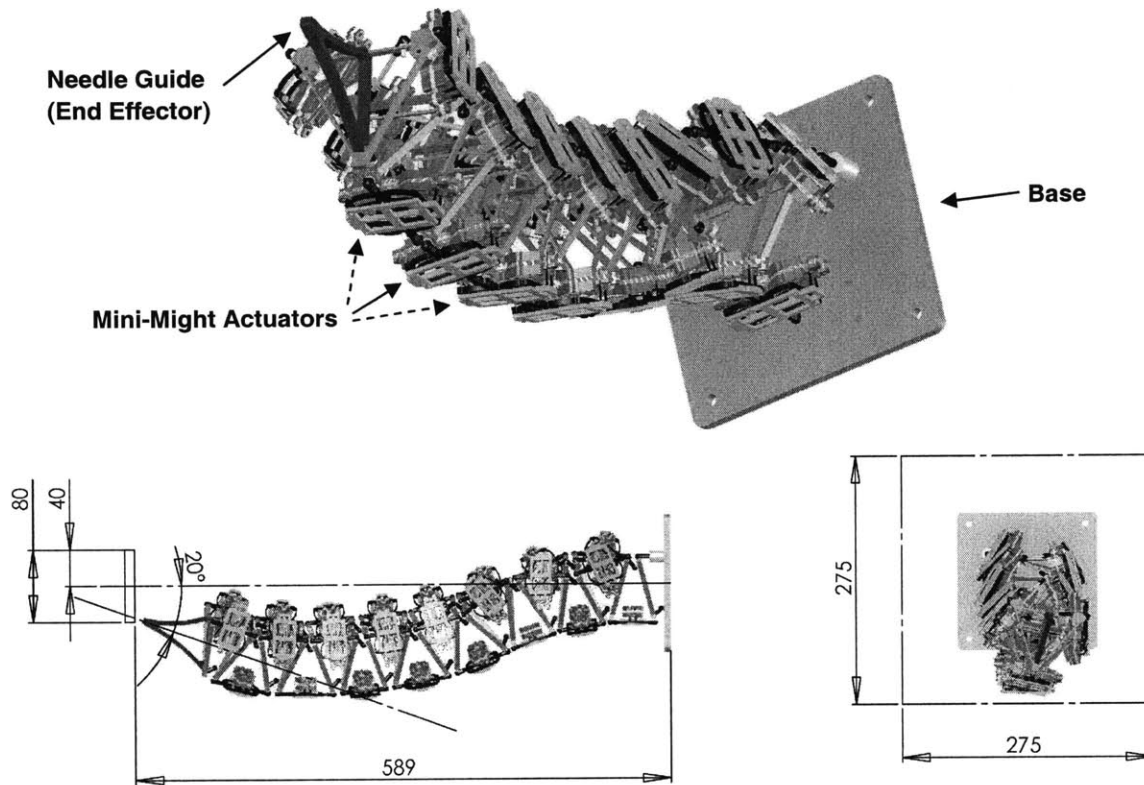 Needle Guide
(End Effector)
Base
Mini-Might Actuators
80
40
20°
589
275
275